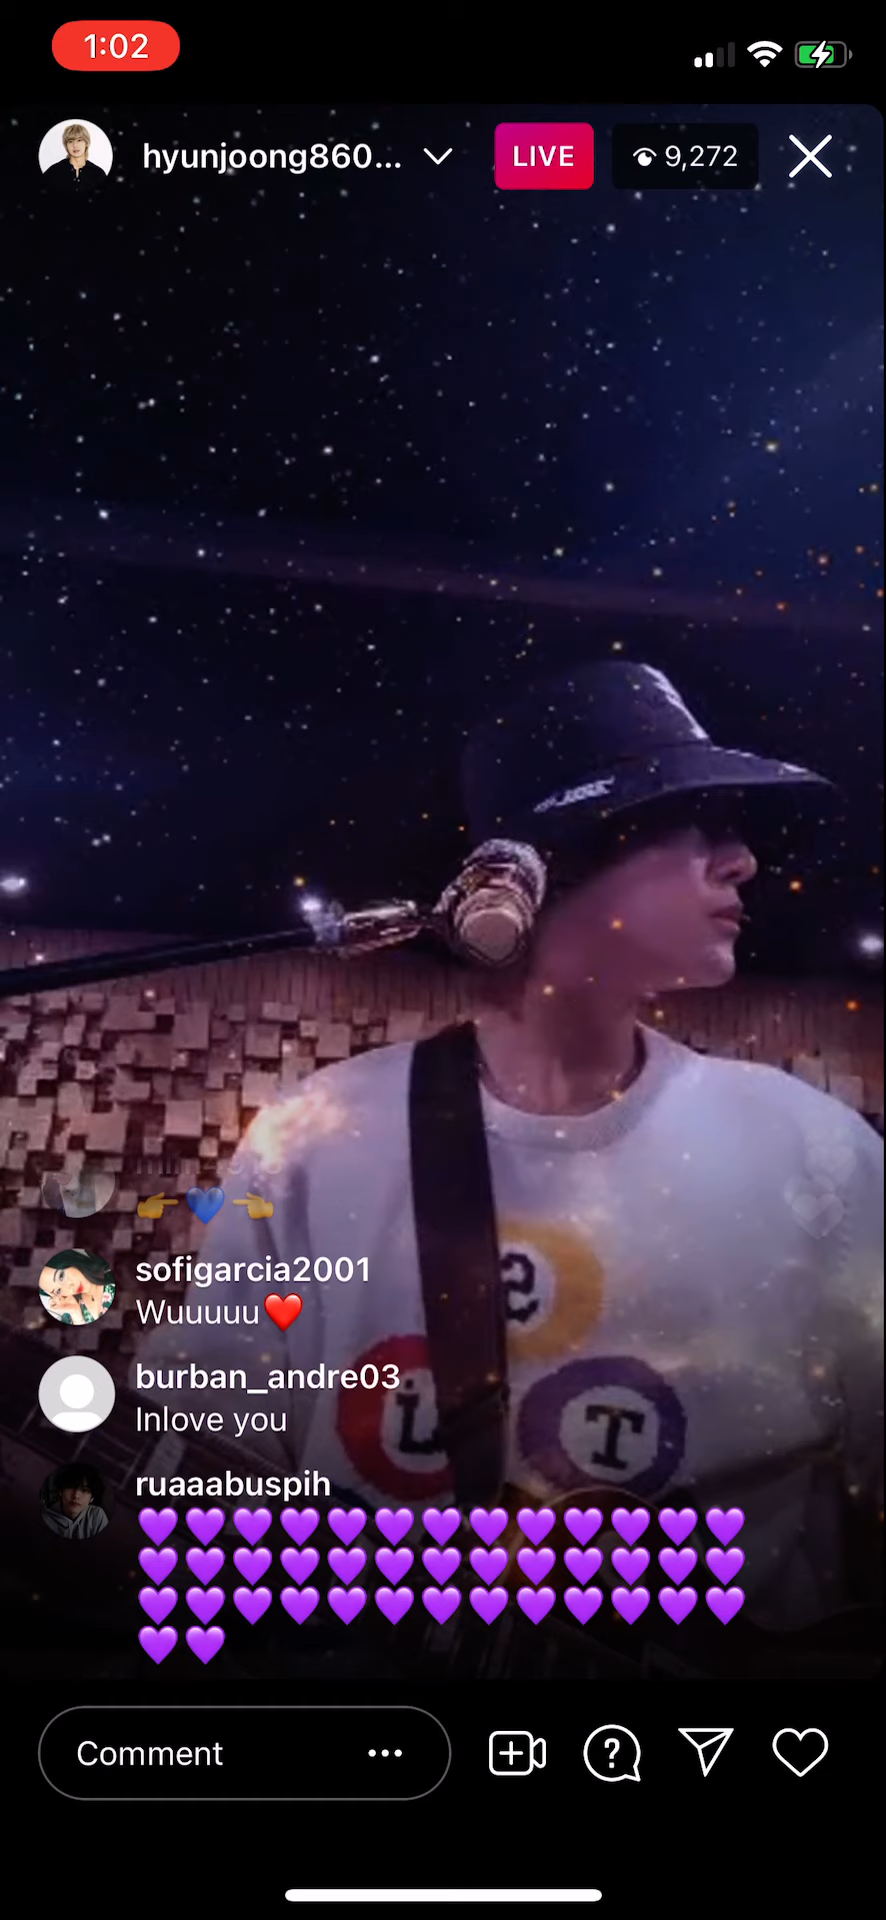 1:02
hyunjoong860...
LIVE
9,272
👉💙👈
sofigarcia2001
Wuuuuu❤️
burban_andre03
Inlove you
ruaaabuspih
💜💜💜💜💜💜💜💜💜💜💜💜💜
💜💜💜💜💜💜💜💜💜💜💜💜💜
💜💜💜💜💜💜💜💜💜💜💜💜💜
💜💜
Comment